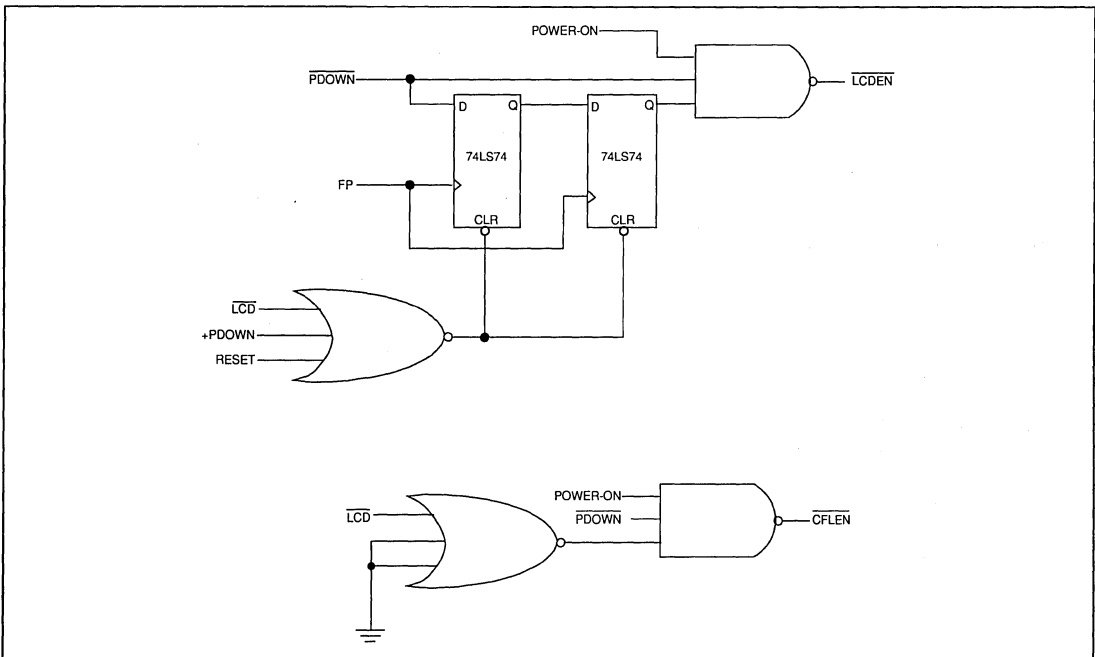 POWER-ON
PDOWN
LCDEN
D Q D Q
74LS74 74LS74
FP
CLR CLR
LCD
+PDOWN
RESET
POWER-ON
LCD PDOWN CFLEN